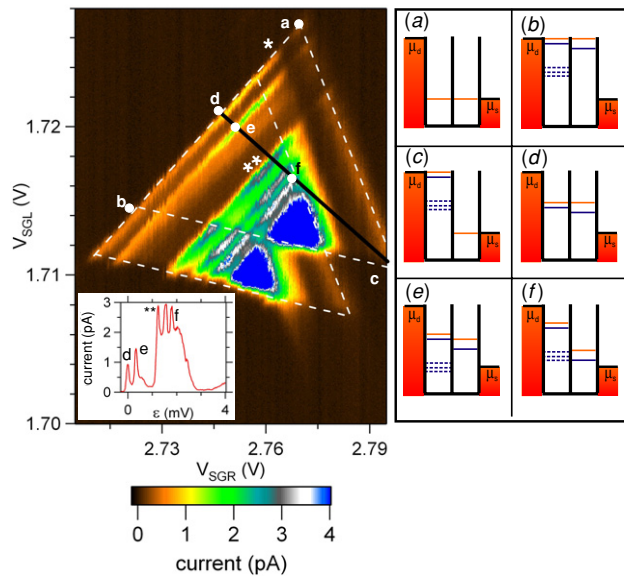 a
*
d
e
**
f
b
c
1.72
1.71
1.70
V_SGL (V)
2.73
2.76
2.79
V_SGR (V)
3
2
1
0
current (pA)
**
d
e
f
0
4
ε (mV)
0 1 2 3 4
current (pA)
(a)
μd
μs
(b)
μd
μs
(c)
μd
μs
(d)
μd
μs
(e)
μd
μs
(f)
μd
μs